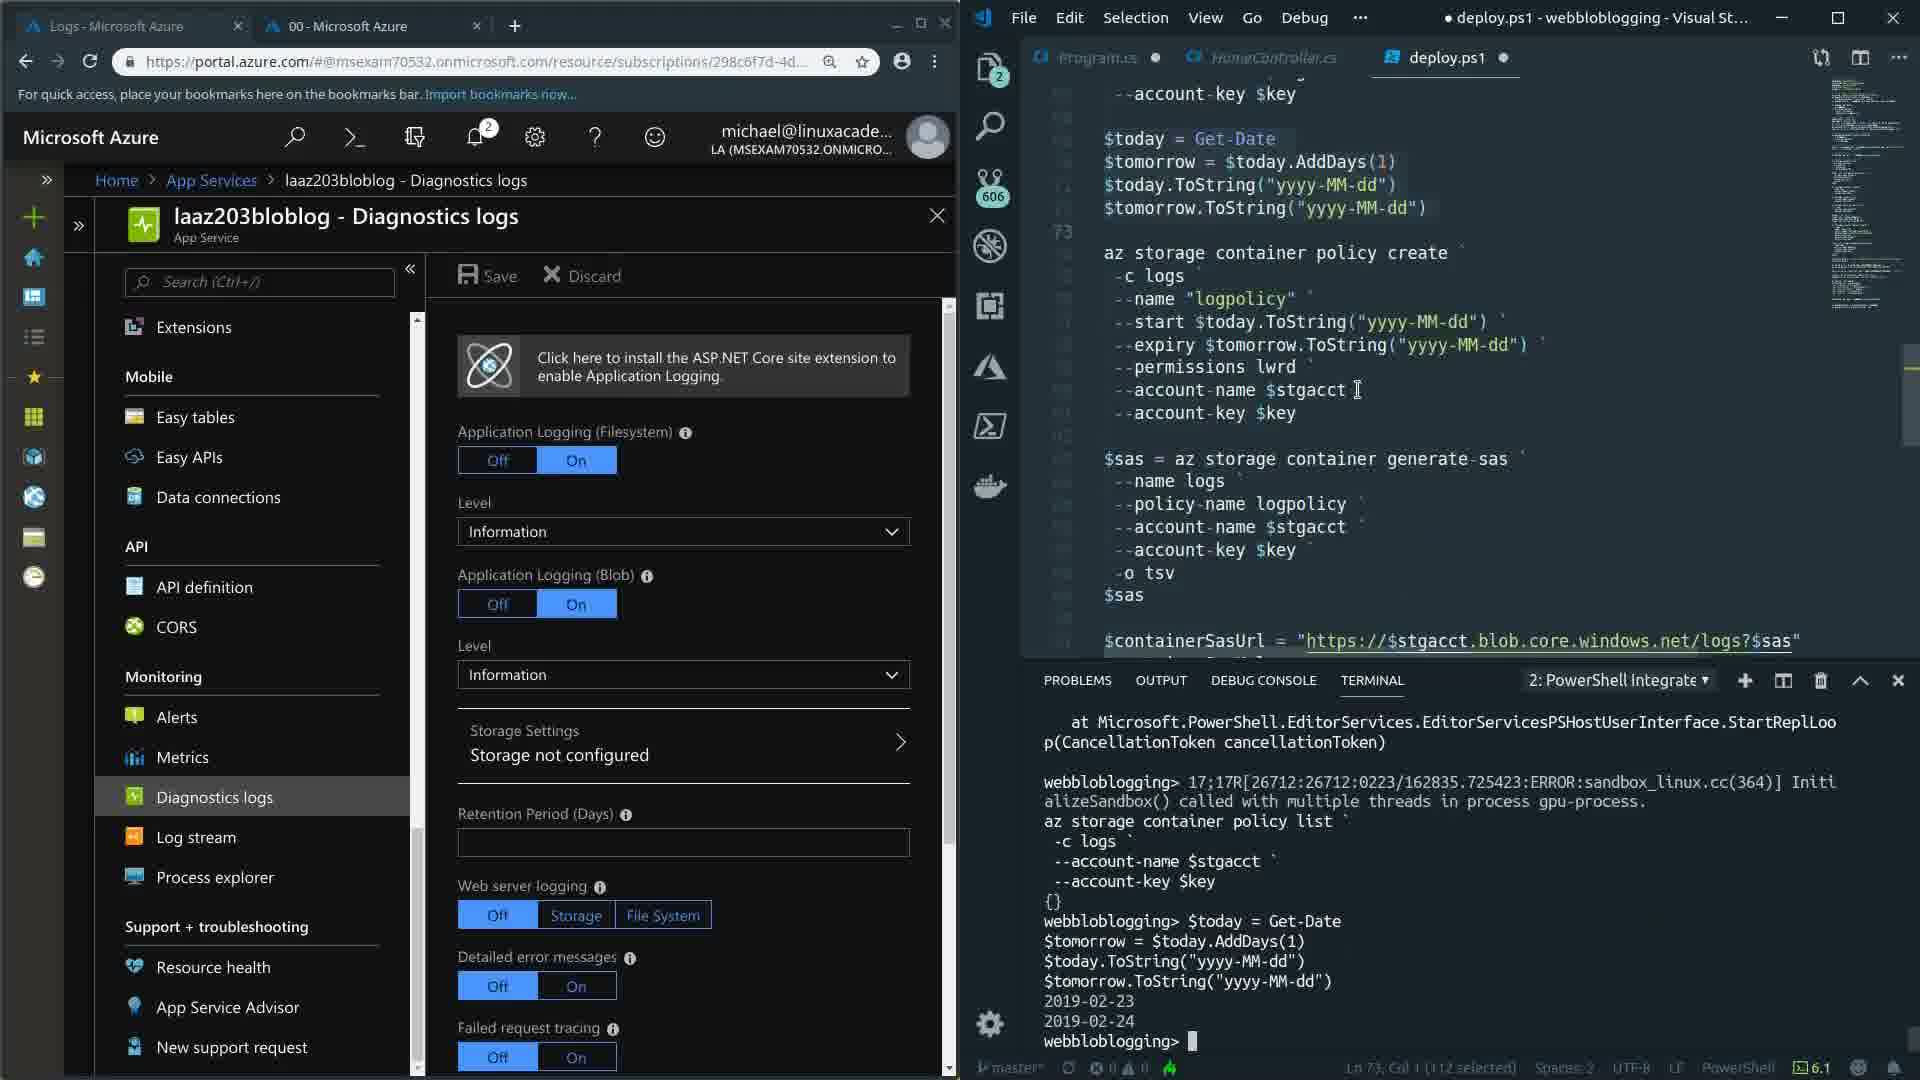 Logs - Microsoft Azure
00 - Microsoft Azure
https://portal.azure.com/#@msexam70532.onmicrosoft.com/resource/subscriptions/298c6f7d-4d...
For quick access, place your bookmarks here on the bookmarks bar. Import bookmarks now...
Microsoft Azure
2
michael@linuxacade...
LA (MSEXAM70532.ONMICRO...
Home > App Services > laaz203bloblog - Diagnostics logs
laaz203bloblog - Diagnostics logs
App Service
Search (Ctrl+/)
Extensions
Mobile
Easy tables
Easy APIs
Data connections
API
API definition
CORS
Monitoring
Alerts
Metrics
Diagnostics logs
Log stream
Process explorer
Support + troubleshooting
Resource health
App Service Advisor
New support request
Save
Discard
Click here to install the ASP.NET Core site extension to
enable Application Logging.
Application Logging (Filesystem)
Off On
Level
Information
Application Logging (Blob)
Off On
Level
Information
Storage Settings
Storage not configured
Retention Period (Days)
Web server logging
Off Storage File System
Detailed error messages
Off On
Failed request tracing
Off On
File Edit Selection View Go Debug ···
● deploy.ps1 - webbloblogging - Visual St...
Program.cs
HomeController.cs
deploy.ps1
2
606
--account-key $key
$today = Get-Date
$tomorrow = $today.AddDays(1)
$today.ToString("yyyy-MM-dd")
$tomorrow.ToString("yyyy-MM-dd")
73
az storage container policy create `
-c logs `
--name "logpolicy" `
--start $today.ToString("yyyy-MM-dd") `
--expiry $tomorrow.ToString("yyyy-MM-dd") `
--permissions lwrd `
--account-name $stgacct
--account-key $key
$sas = az storage container generate-sas `
--name logs `
--policy-name logpolicy `
--account-name $stgacct `
--account-key $key `
-o tsv
$sas
$containerSasUrl = "https://$stgacct.blob.core.windows.net/logs?$sas"
PROBLEMS OUTPUT DEBUG CONSOLE TERMINAL
2: PowerShell Integrate
at Microsoft.PowerShell.EditorServices.EditorServicesPSHostUserInterface.StartReplLoo
p(CancellationToken cancellationToken)
webbloblogging> 17;17R[26712:26712:0223/162835.725423:ERROR:sandbox_linux.cc(364)] Initi
alizeSandbox() called with multiple threads in process gpu-process.
az storage container policy list `
-c logs `
--account-name $stgacct `
--account-key $key
{}
webbloblogging> $today = Get-Date
$tomorrow = $today.AddDays(1)
$today.ToString("yyyy-MM-dd")
$tomorrow.ToString("yyyy-MM-dd")
2019-02-23
2019-02-24
webbloblogging>
master* 0 0 Ln 73, Col 1 (112 selected) Spaces: 2 UTF-8 LF PowerShell 6.1